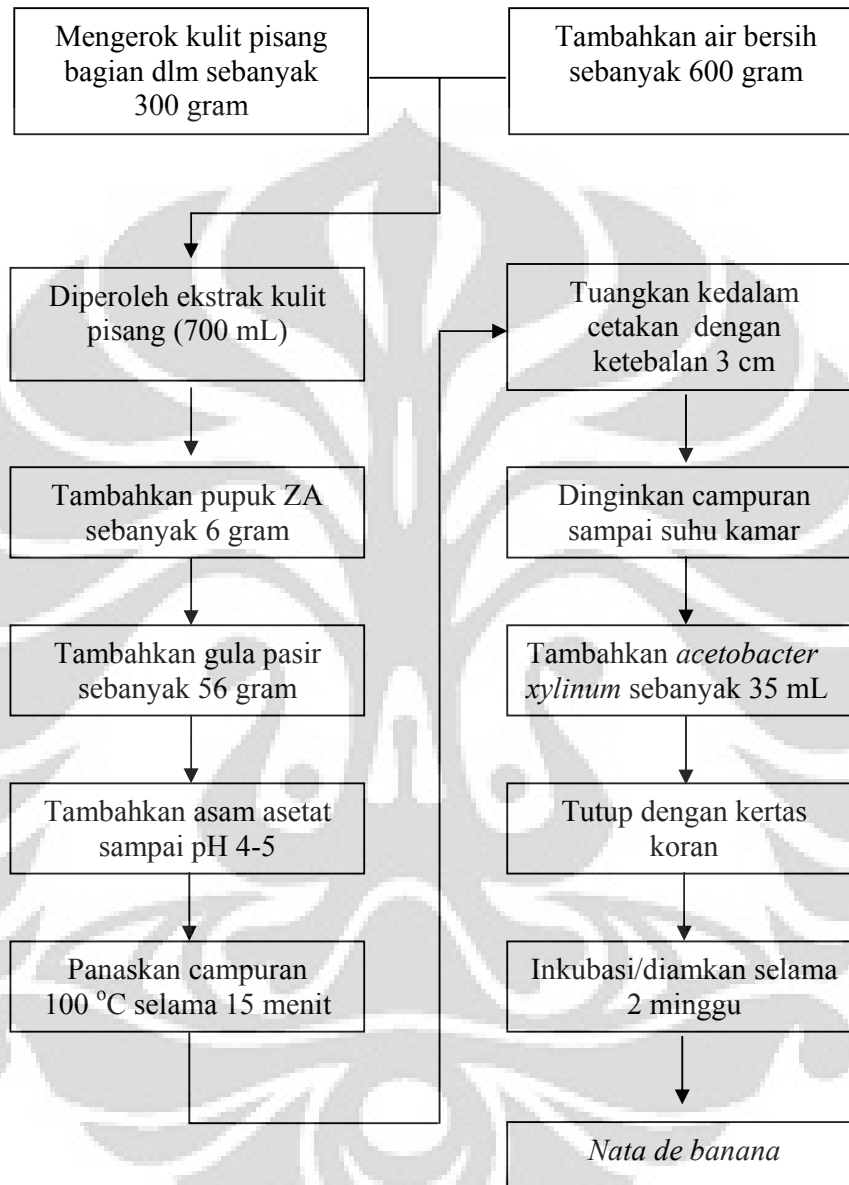 Mengerok kulit pisang
bagian dlm sebanyak
300 gram
Tambahkan air bersih
sebanyak 600 gram
Diperoleh ekstrak kulit
pisang (700 mL)
Tambahkan pupuk ZA
sebanyak 6 gram
Tambahkan gula pasir
sebanyak 56 gram
Tambahkan asam asetat
sampai pH 4-5
Panaskan campuran
100 °C selama 15 menit
Tuangkan kedalam
cetakan dengan
ketebalan 3 cm
Dinginkan campuran
sampai suhu kamar
Tambahkan acetobacter
xylinum sebanyak 35 mL
Tutup dengan kertas
koran
Inkubasi/diamkan selama
2 minggu
Nata de banana